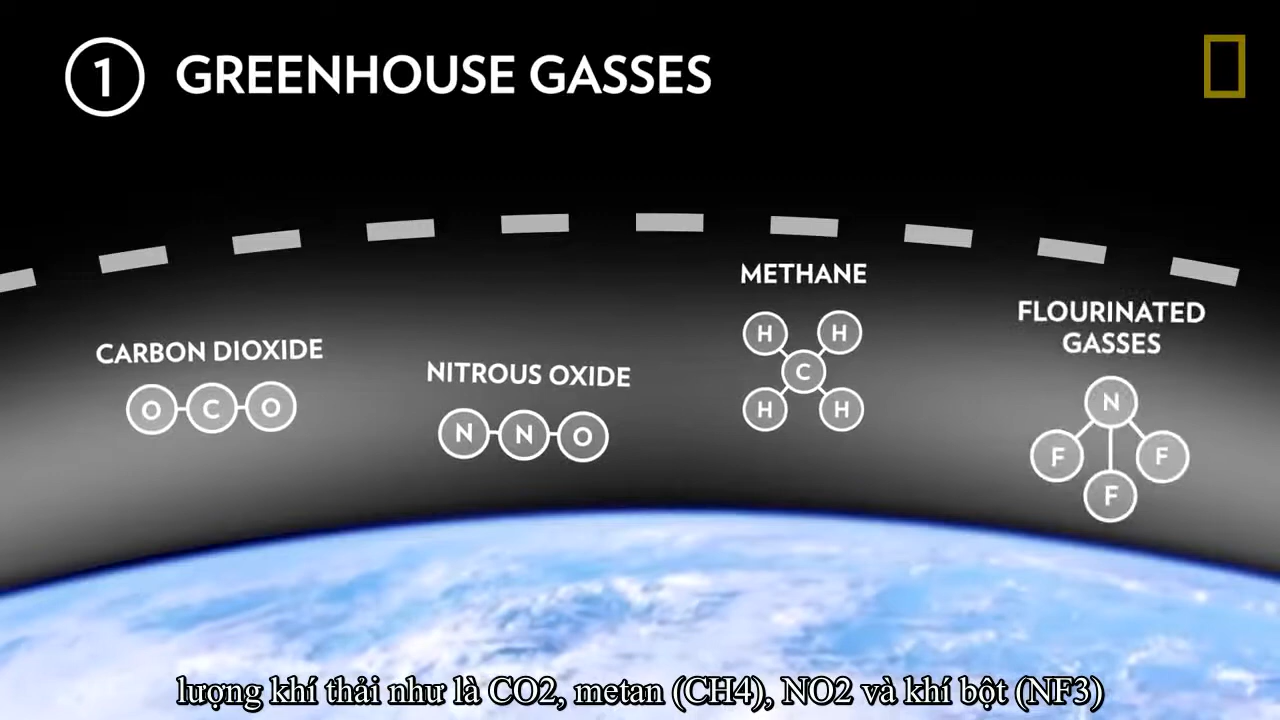 1 GREENHOUSE GASSES
METHANE
H H
C
H H
FLOURINATED
GASSES
N
F F
F
CARBON DIOXIDE
O C O
NITROUS OXIDE
N N O
lượng khí thải như là CO2, metan (CH4), NO2 và khí bột (NF3)